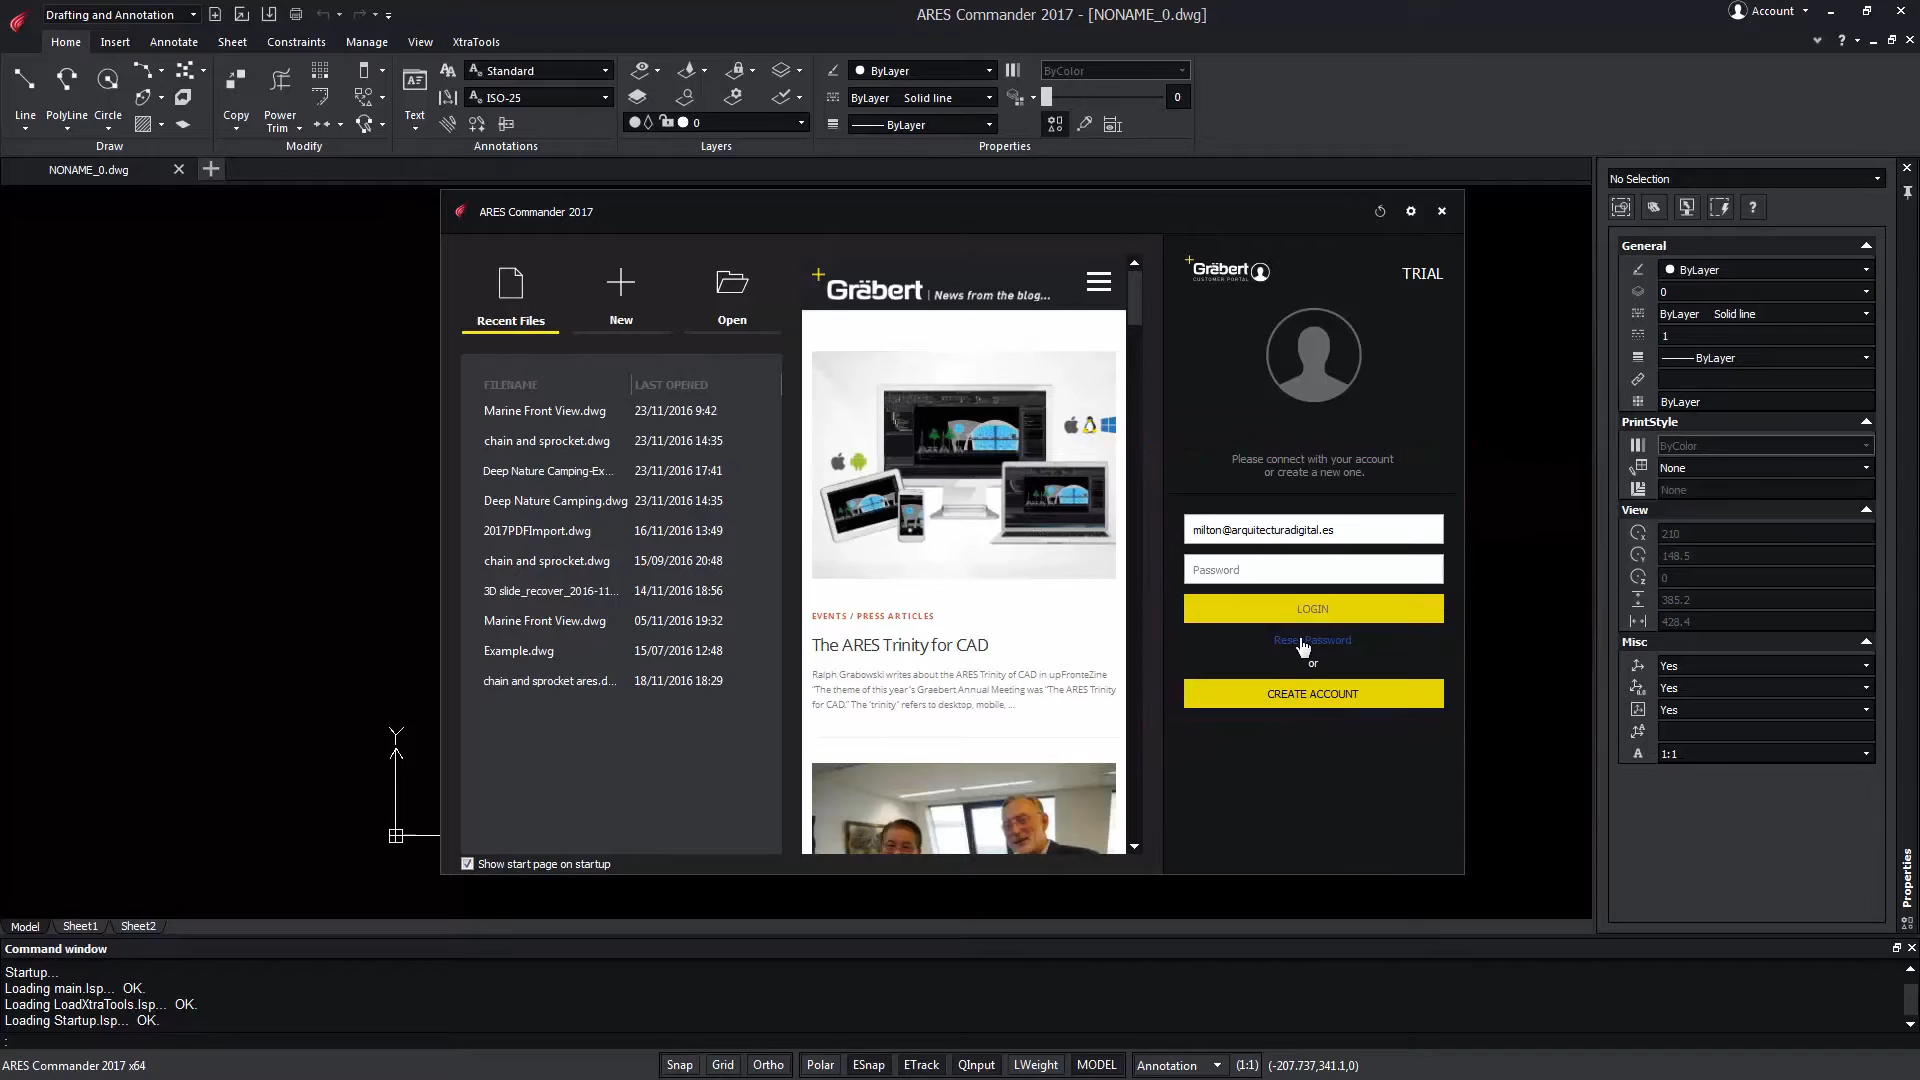 Drafting and Annotation
ARES Commander 2017 - [NONAME_0.dwg]
Account
Home
Insert
Annotate
Sheet
Constraints
Manage
View
XtraTools
?
Standard
ISO-25
ByLayer
ByColor
ByLayer Solid line
0
ByLayer
0
Line
PolyLine
Circle
Copy
Power
Trim
Text
Draw
Modify
Annotations
Layers
Properties
NONAME_0.dwg
ARES Commander 2017
Recent Files
New
Open
FILENAME LAST OPENED
Marine Front View.dwg 23/11/2016 9:42
chain and sprocket.dwg 23/11/2016 14:35
Deep Nature Camping-Ex... 23/11/2016 17:41
Deep Nature Camping.dwg 23/11/2016 14:35
2017PDFImport.dwg 16/11/2016 13:49
chain and sprocket.dwg 15/09/2016 20:48
3D slide_recover_2016-11... 14/11/2016 18:56
Marine Front View.dwg 05/11/2016 19:32
Example.dwg 15/07/2016 12:48
chain and sprocket ares.d... 18/11/2016 18:29
Show start page on startup
Gräbert | News from the blog...
EVENTS / PRESS ARTICLES
The ARES Trinity for CAD
Ralph Grabowski writes about the ARES Trinity of CAD in upFronteZine
"The theme of this year's Graebert Annual Meeting was "The ARES Trinity
for CAD." The 'trinity' refers to desktop, mobile, ...
Gräbert
CUSTOMER PORTAL
TRIAL
Please connect with your account
or create a new one.
milton@arquitecturadigital.es
Password
LOGIN
Reset Password
or
CREATE ACCOUNT
No Selection
?
General
ByLayer
0
ByLayer Solid line
1
ByLayer
ByLayer
PrintStyle
ByColor
None
None
View
210
148.5
0
385.2
428.4
Misc
Yes
Yes
Yes
1:1
Properties
Y
Model
Sheet1
Sheet2
Command window
Startup...
Loading main.lsp... OK.
Loading LoadXtraTools.lsp... OK.
Loading Startup.lsp... OK.
:
ARES Commander 2017 x64
Snap
Grid
Ortho
Polar
ESnap
ETrack
QInput
LWeight
MODEL
Annotation
(1:1)
(-207.737,341.1,0)